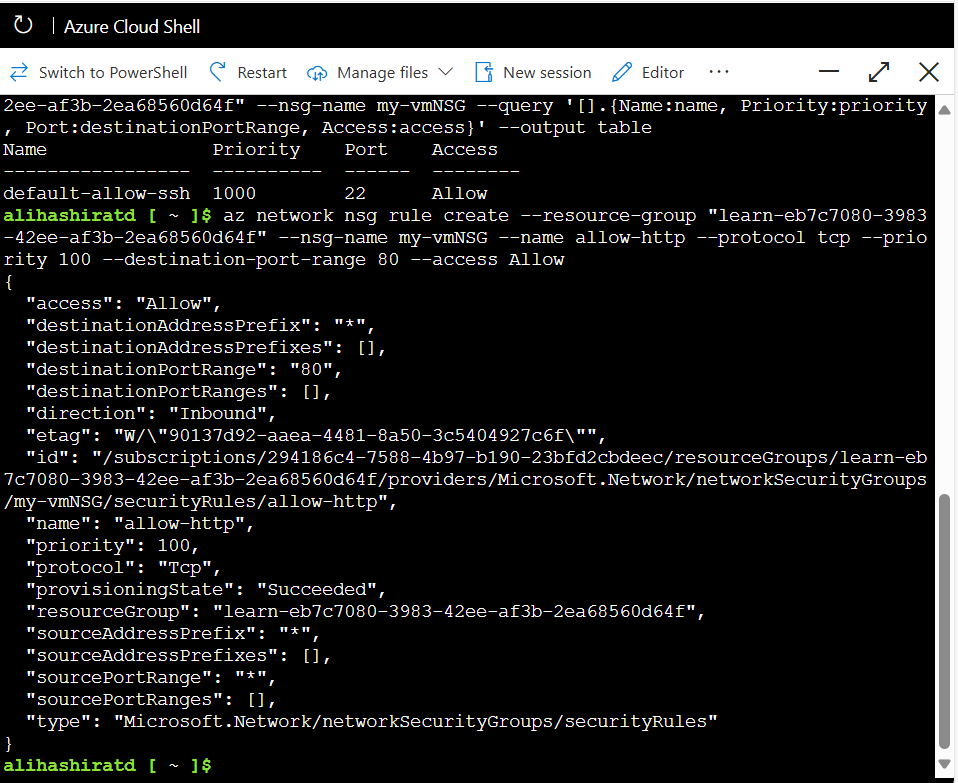 Azure Cloud Shell
Switch to PowerShell Restart Manage files New session Editor ...
2ee-af3b-2ea68560d64f" --nsg-name my-vmNSG --query '[].{Name:name, Priority:priority
, Port:destinationPortRange, Access:access}' --output table
Name Priority Port Access
----------------- ---------- ------ --------
default-allow-ssh 1000 22 Allow
alihashiratd [ ~ ]$ az network nsg rule create --resource-group "learn-eb7c7080-3983
-42ee-af3b-2ea68560d64f" --nsg-name my-vmNSG --name allow-http --protocol tcp --prio
rity 100 --destination-port-range 80 --access Allow
{
"access": "Allow",
"destinationAddressPrefix": "*",
"destinationAddressPrefixes": [],
"destinationPortRange": "80",
"destinationPortRanges": [],
"direction": "Inbound",
"etag": "W/\"90137d92-aaea-4481-8a50-3c5404927c6f\"",
"id": "/subscriptions/294186c4-7588-4b97-b190-23bfd2cbdeec/resourceGroups/learn-eb
7c7080-3983-42ee-af3b-2ea68560d64f/providers/Microsoft.Network/networkSecurityGroups
/my-vmNSG/securityRules/allow-http",
"name": "allow-http",
"priority": 100,
"protocol": "Tcp",
"provisioningState": "Succeeded",
"resourceGroup": "learn-eb7c7080-3983-42ee-af3b-2ea68560d64f",
"sourceAddressPrefix": "*",
"sourceAddressPrefixes": [],
"sourcePortRange": "*",
"sourcePortRanges": [],
"type": "Microsoft.Network/networkSecurityGroups/securityRules"
}
alihashiratd [ ~ ]$